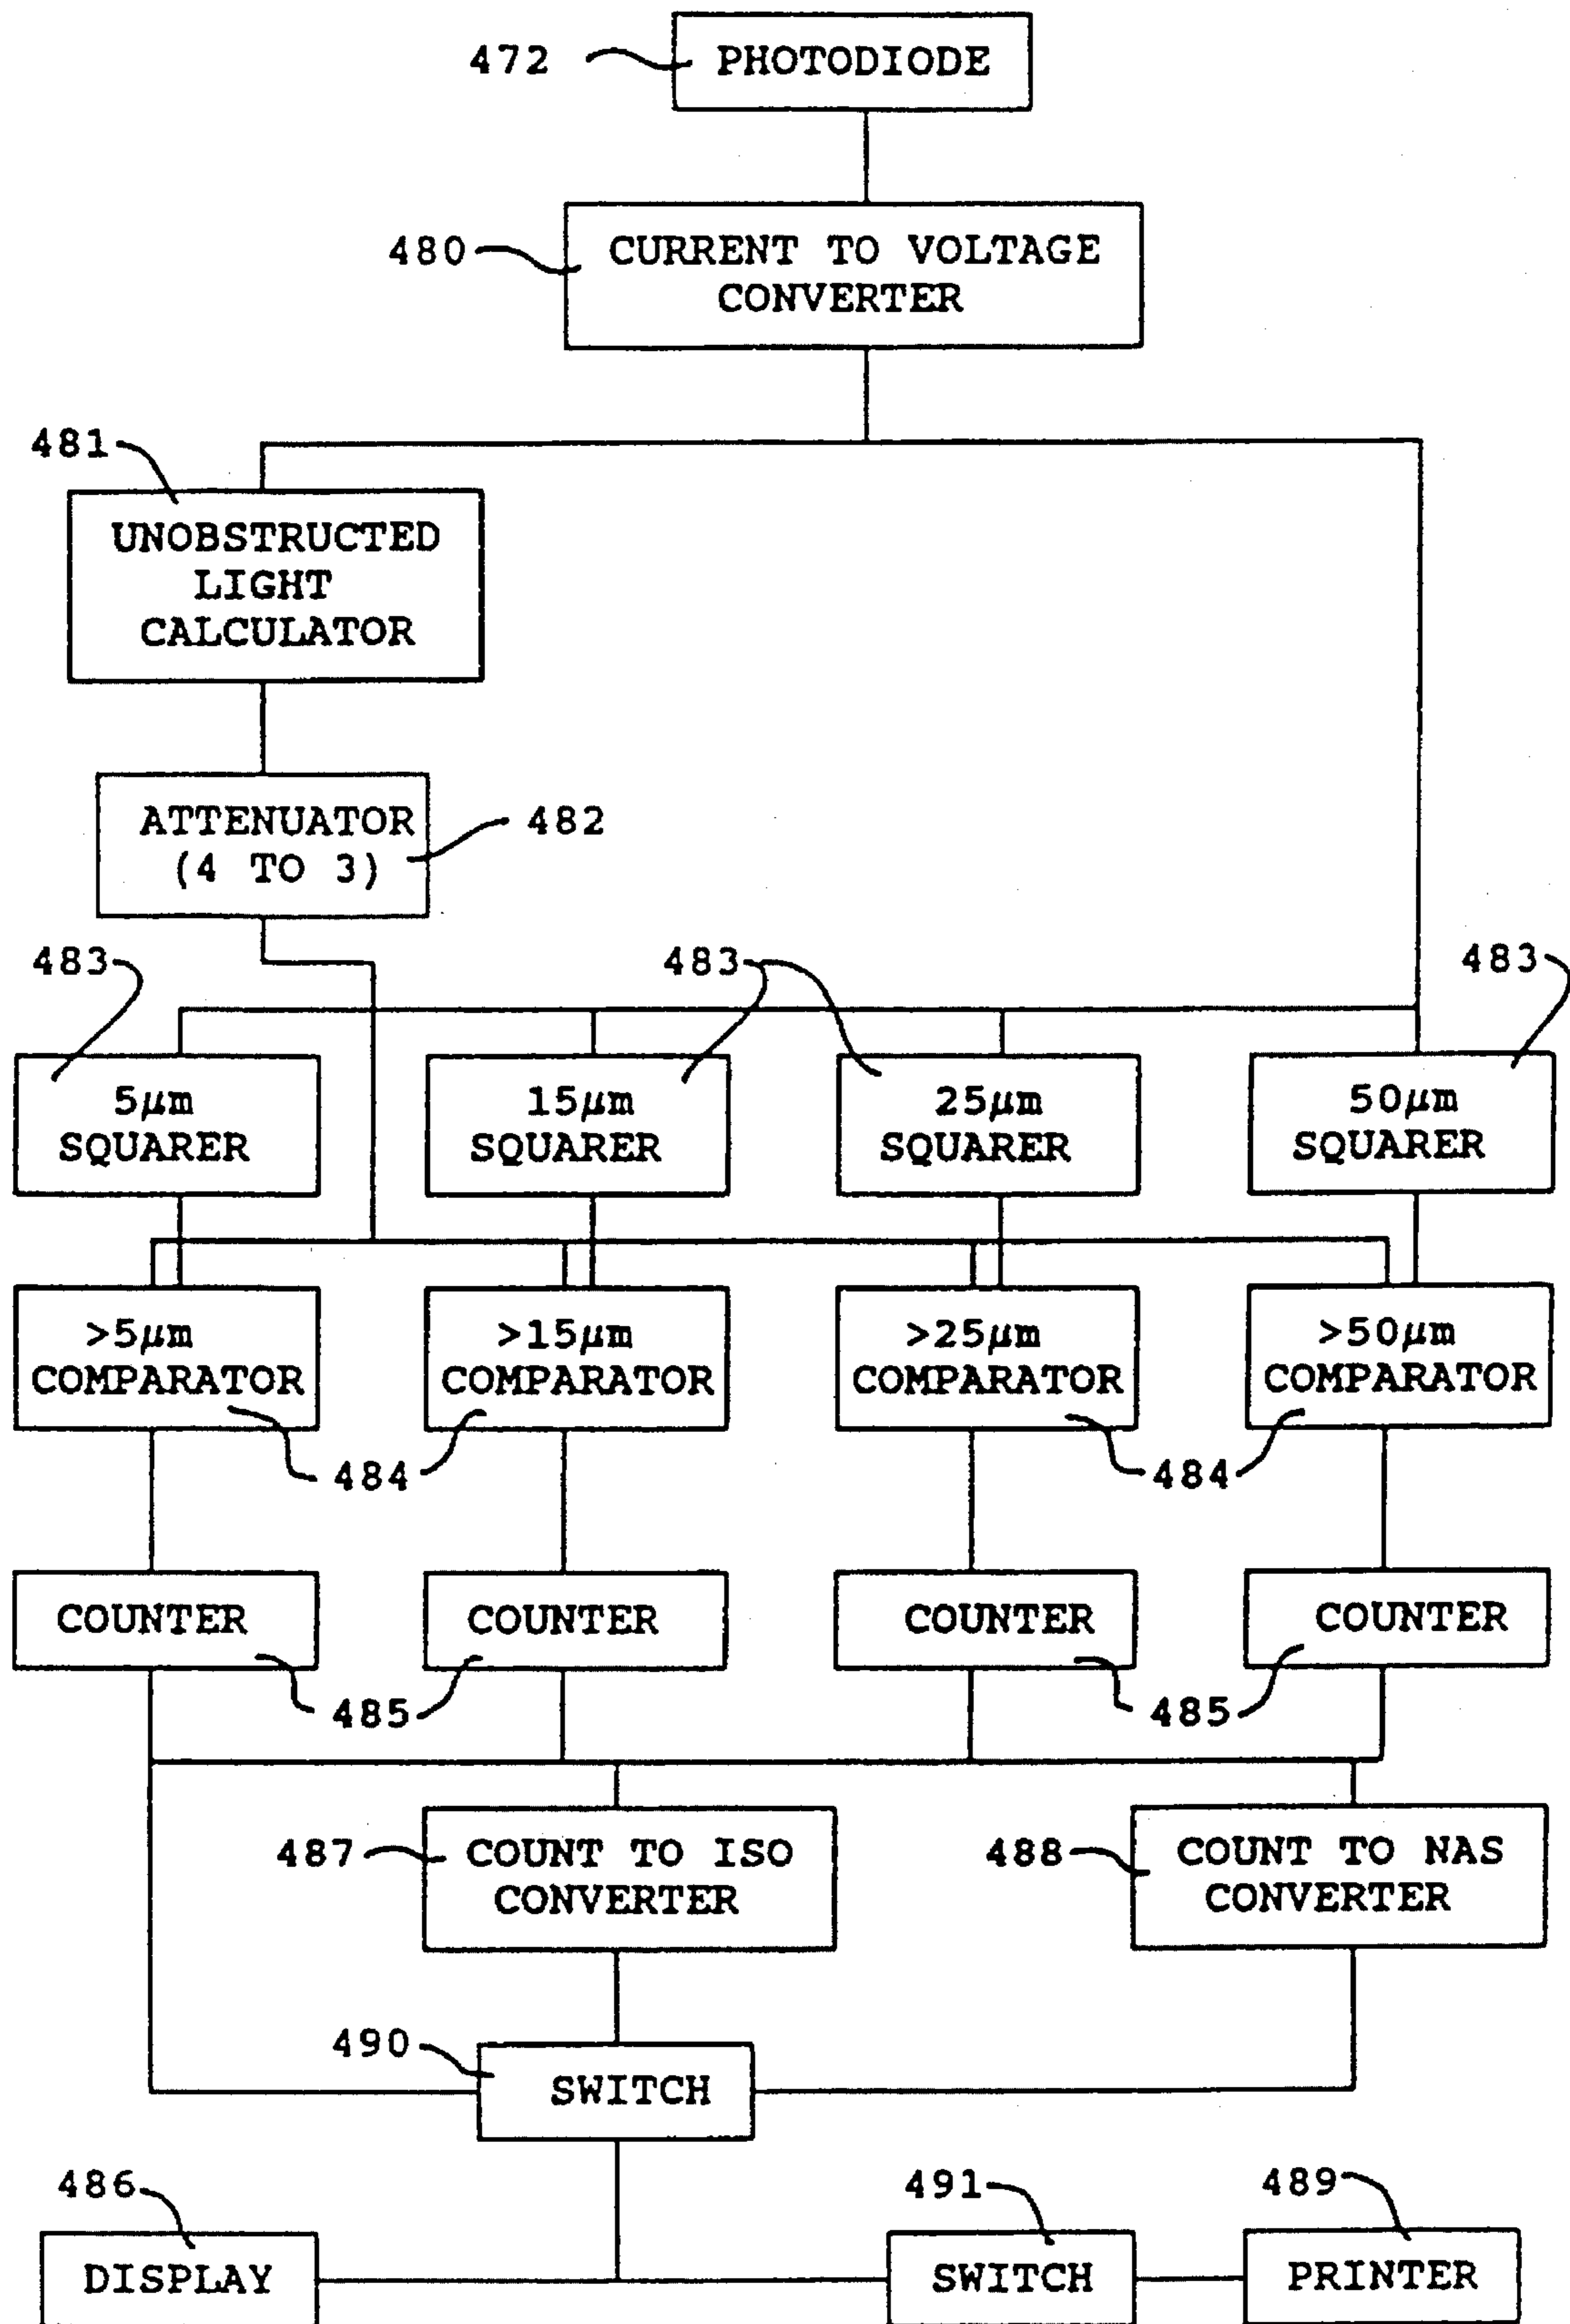 472
PHOTODIODE
480
CURRENT TO VOLTAGE
CONVERTER
481
UNOBSTRUCTED
LIGHT
CALCULATOR
ATTENUATOR
(4 TO 3)
482
483
483
483
5μm
SQUARER
15μm
SQUARER
25μm
SQUARER
50μm
SQUARER
>5μm
COMPARATOR
>15μm
COMPARATOR
>25μm
COMPARATOR
>50μm
COMPARATOR
484
484
COUNTER
COUNTER
COUNTER
COUNTER
485
485
487
COUNT TO ISO
CONVERTER
488
COUNT TO NAS
CONVERTER
490
SWITCH
486
491
489
DISPLAY
SWITCH
PRINTER